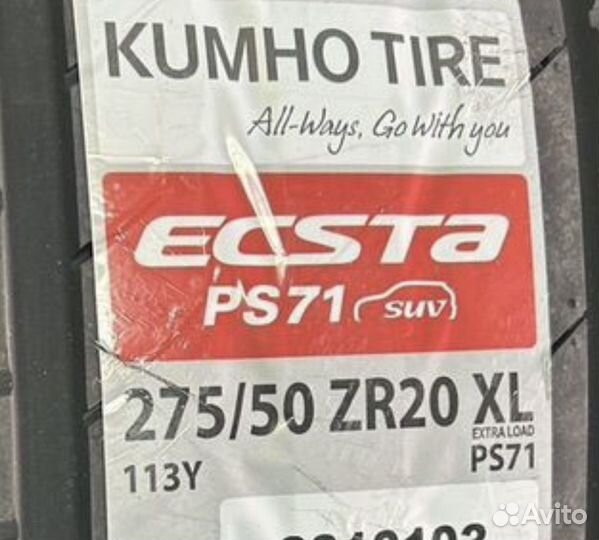 KUMHO TIRE
All-Ways, Go With you
ECSTA
PS71 SUV
275/50 ZR20 XL
EXTRA LOAD
113Y PS71
Avito